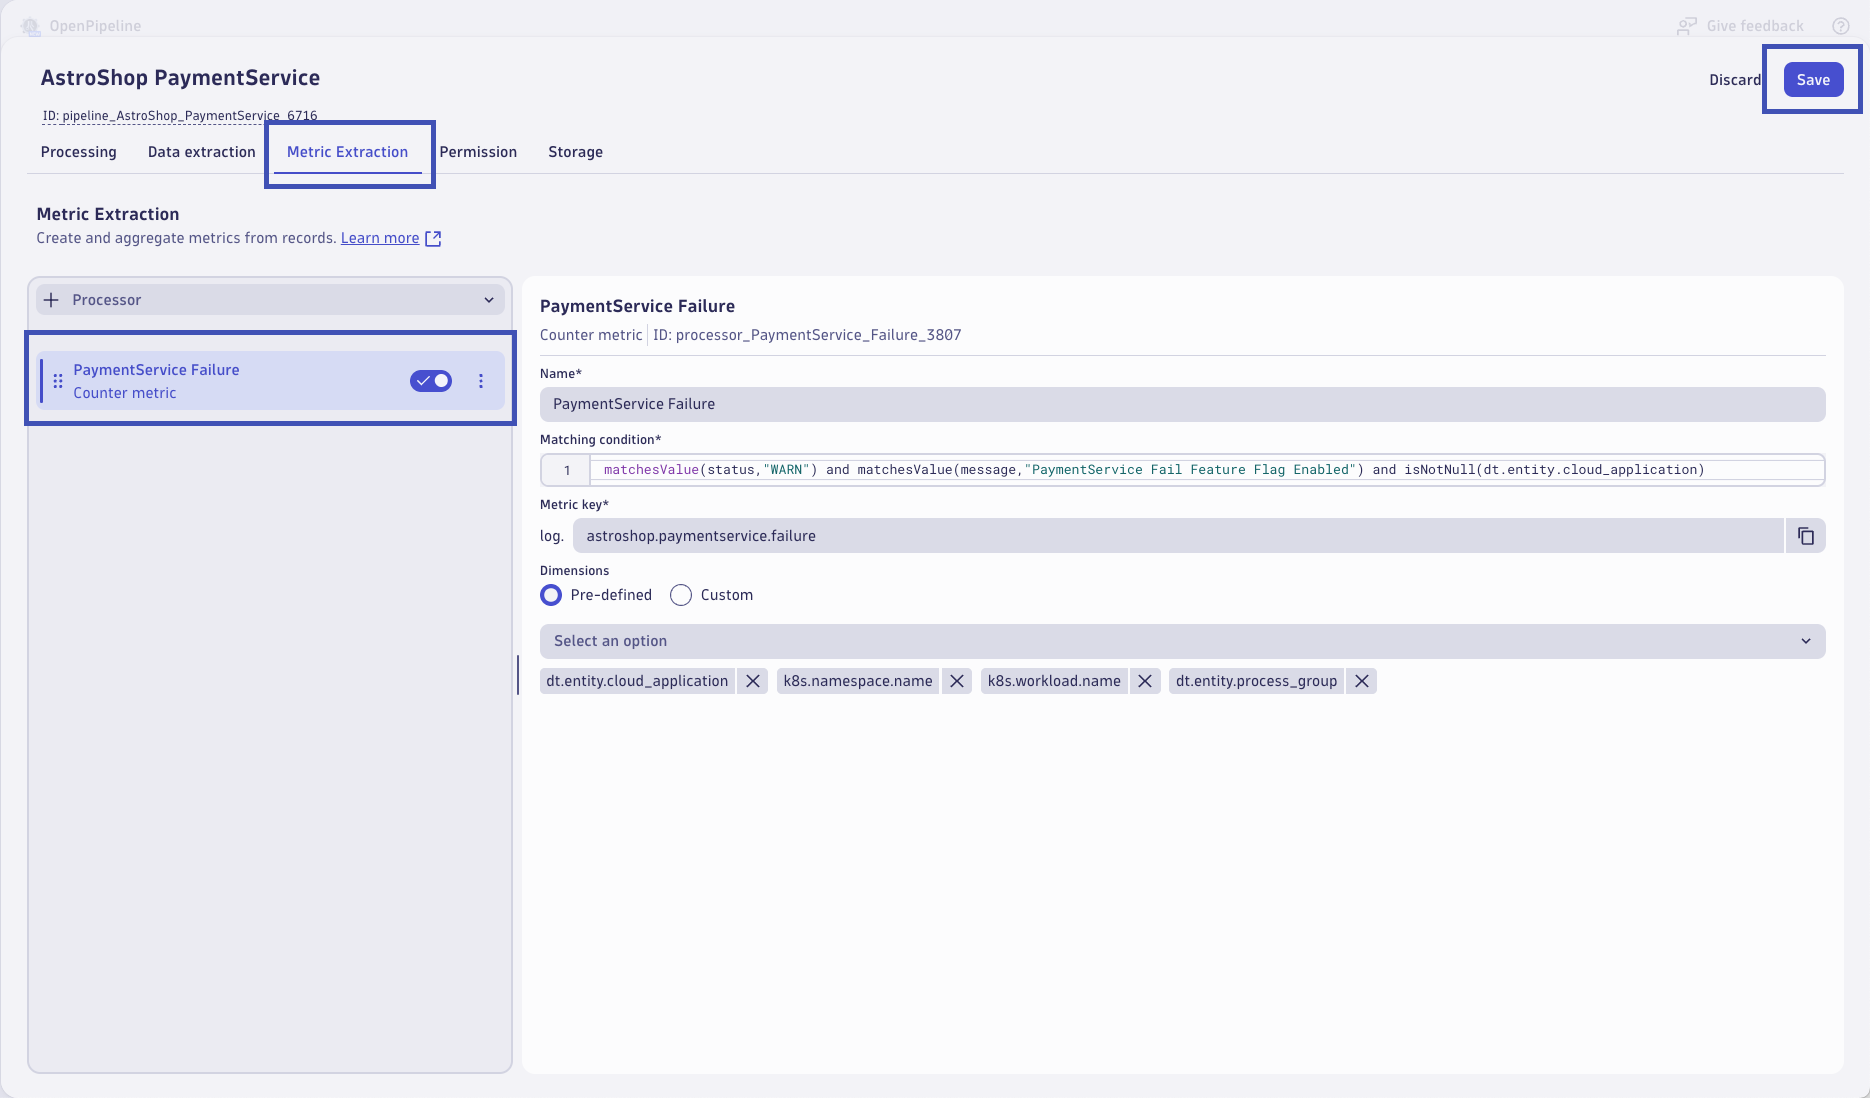 OpenPipeline
Give feedback
AstroShop PaymentService
Discard
Save
ID: pipeline_AstroShop_PaymentService_6716
Processing
Data extraction
Metric Extraction
Permission
Storage
Metric Extraction
Create and aggregate metrics from records. Learn more
Processor
PaymentService Failure
Counter metric
PaymentService Failure
Counter metric
ID: processor_PaymentService_Failure_3807
Name*
PaymentService Failure
Matching condition*
1 matchesValue(status,"WARN") and matchesValue(message,"PaymentService Fail Feature Flag Enabled") and isNotNull(dt.entity.cloud_application)
Metric key*
log. astroshop.paymentservice.failure
Dimensions
Pre-defined
Custom
Select an option
dt.entity.cloud_application
k8s.namespace.name
k8s.workload.name
dt.entity.process_group